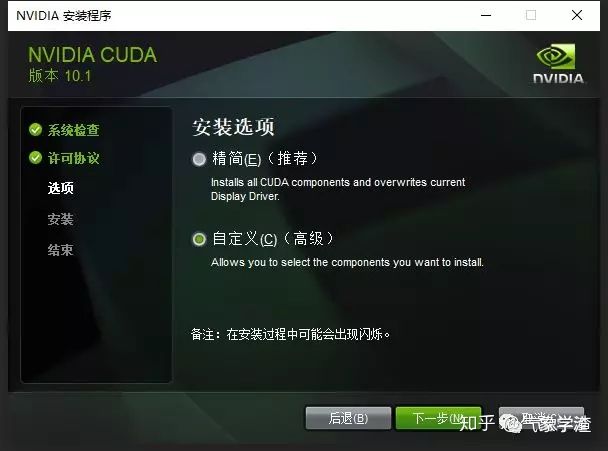 NVIDIA 安装程序
NVIDIA CUDA
版本 10.1
NVIDIA.
系统检查
许可协议
选项
安装
结束
安装选项
精简(E)（推荐）
Installs all CUDA components and overwrites current
Display Driver.
自定义(C)（高级）
Allows you to select the components you want to install.
备注：在安装过程中可能会出现闪烁。
后退(B)
下一步(N)
取消(C)
知乎 气象学渣